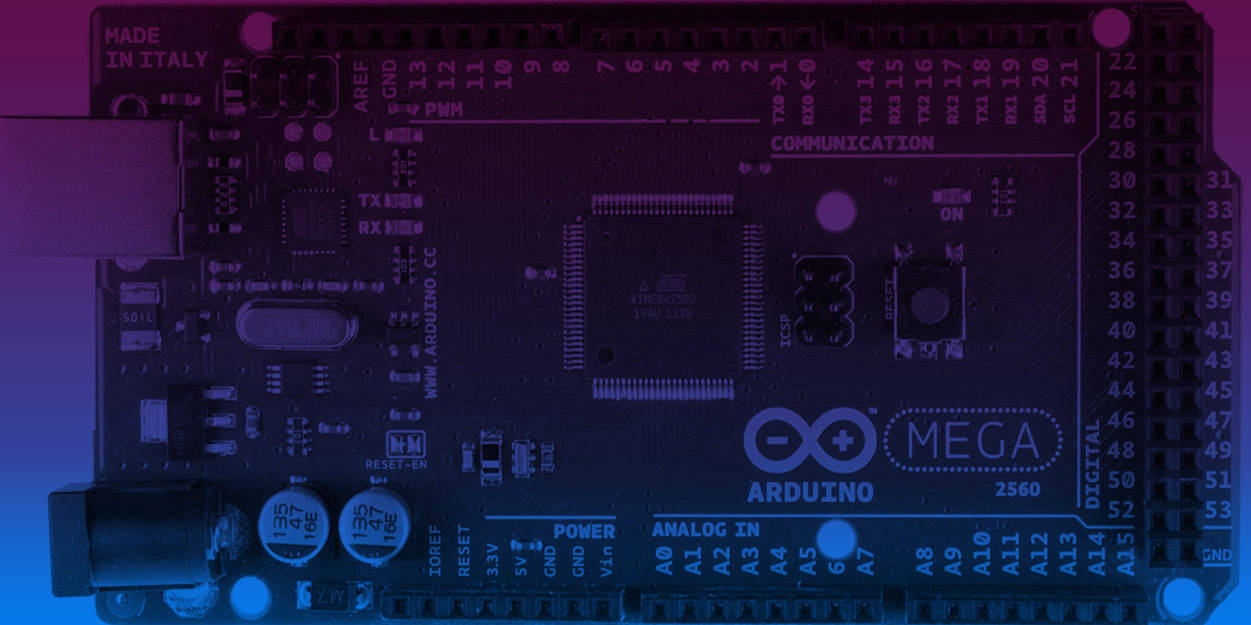 MADE
IN ITALY
AREF
GND
13
12
11
10
9
8
7
6
5
4
3
2
TX0→1
RX0←0
TX3 14
RX3 15
TX2 16
RX2 17
TX1 18
RX1 19
SDA 20
SCL 21
5V
PWM
COMMUNICATION
L
TX
RX
ON
22
24
26
28
30 31
32 33
34 35
36 37
38 39
40 41
42 43
44 45
46 47
48 49
50 51
52 53
GND
DIGITAL
WWW.ARDUINO.CC
ATMEL
ATMEGA2560
16AU 1126
ICSP
RESET
RESET-EN
ARDUINO
TM
MEGA
2560
135
47
16E
135
47
16E
M7
POWER
IOREF
RESET
3.3V
5V
GND
GND
Vin
ANALOG IN
A0
A1
A2
A3
A4
A5
6
A7
A8
A9
A10
A11
A12
A13
A14
A15